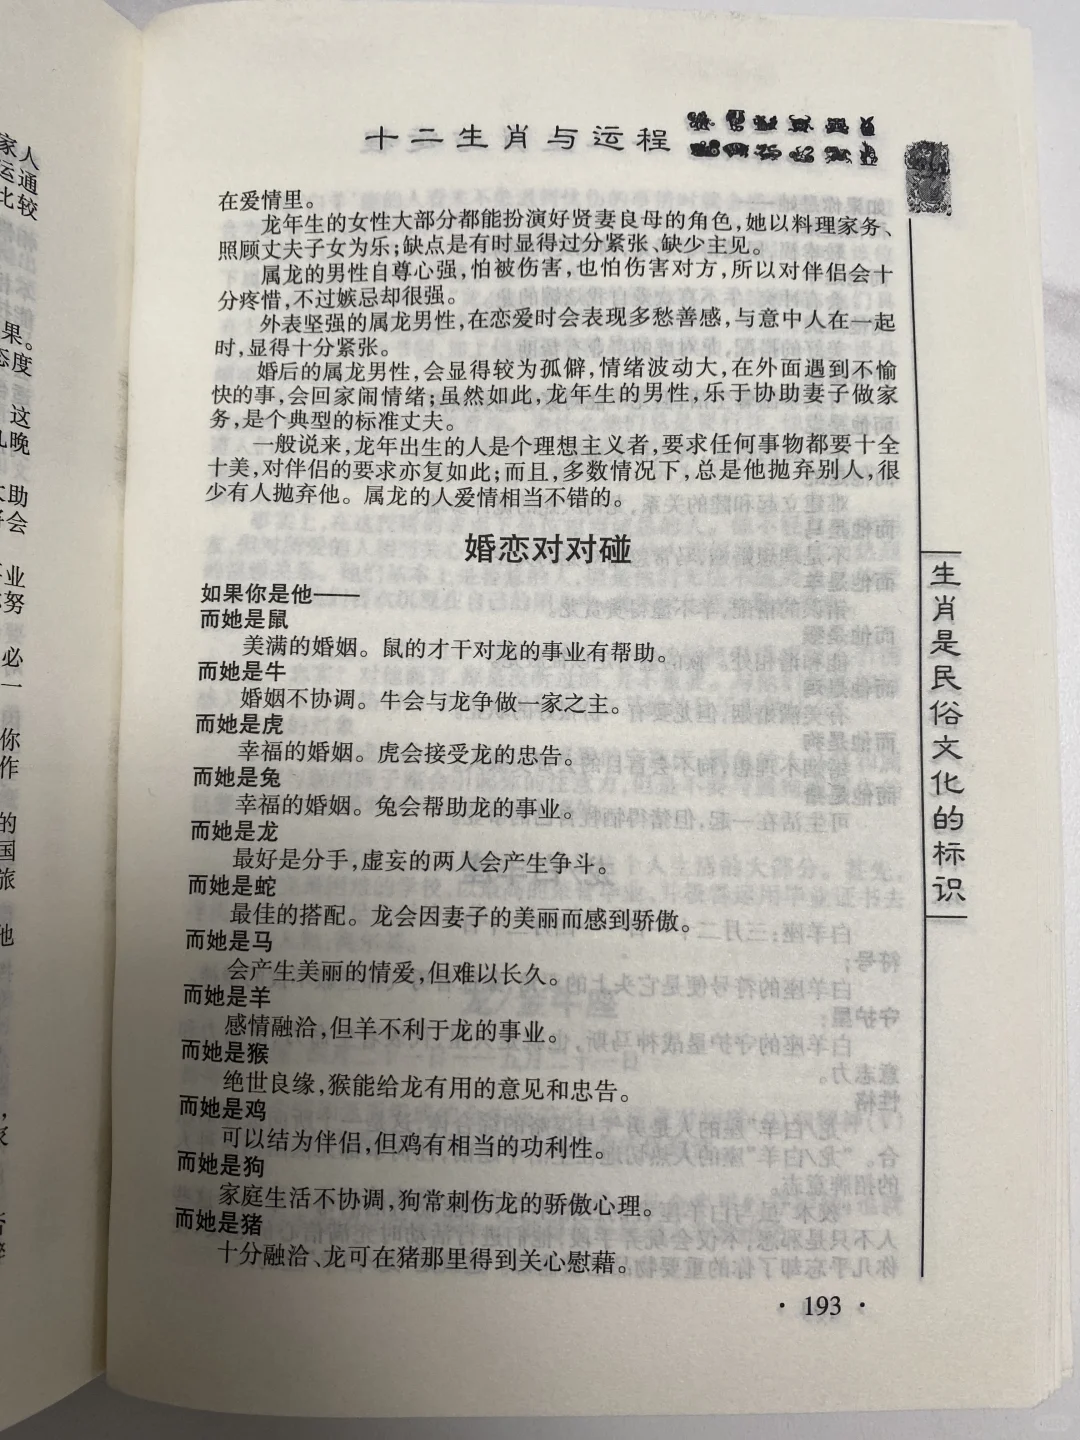 家人
运通
比较
果。
态度
这
几晚
助
会
业
努
必
一
你
作
的
国
旅
他
十二生肖与运程
在爱情里。
龙年生的女性大部分都能扮演好贤妻良母的角色,她以料理家务、
照顾丈夫子女为乐;缺点是有时显得过分紧张、缺少主见。
属龙的男性自尊心强,怕被伤害,也怕伤害对方,所以对伴侣会十
分疼惜,不过嫉忌却很强。
外表坚强的属龙男性,在恋爱时会表现多愁善感,与意中人在一起
时,显得十分紧张。
婚后的属龙男性,会显得较为孤僻,情绪波动大,在外面遇到不愉
快的事,会回家闹情绪;虽然如此,龙年生的男性,乐于协助妻子做家
务,是个典型的标准丈夫。
一般说来,龙年出生的人是个理想主义者,要求任何事物都要十全
十美,对伴侣的要求亦复如此;而且,多数情况下,总是他抛弃别人,很
少有人抛弃他。属龙的人爱情相当不错的。
婚恋对对碰
如果你是他——
而她是鼠
美满的婚姻。鼠的才干对龙的事业有帮助。
而她是牛
婚姻不协调。牛会与龙争做一家之主。
而她是虎
幸福的婚姻。虎会接受龙的忠告。
而她是兔
幸福的婚姻。兔会帮助龙的事业。
而她是龙
最好是分手,虚妄的两人会产生争斗。
而她是蛇
最佳的搭配。龙会因妻子的美丽而感到骄傲。
而她是马
会产生美丽的情爱,但难以长久。
而她是羊
感情融洽,但羊不利于龙的事业。
而她是猴
绝世良缘,猴能给龙有用的意见和忠告。
而她是鸡
可以结为伴侣,但鸡有相当的功利性。
而她是狗
家庭生活不协调,狗常刺伤龙的骄傲心理。
而她是猪
十分融洽、龙可在猪那里得到关心慰藉。
生肖是民俗文化的标识
· 193 ·